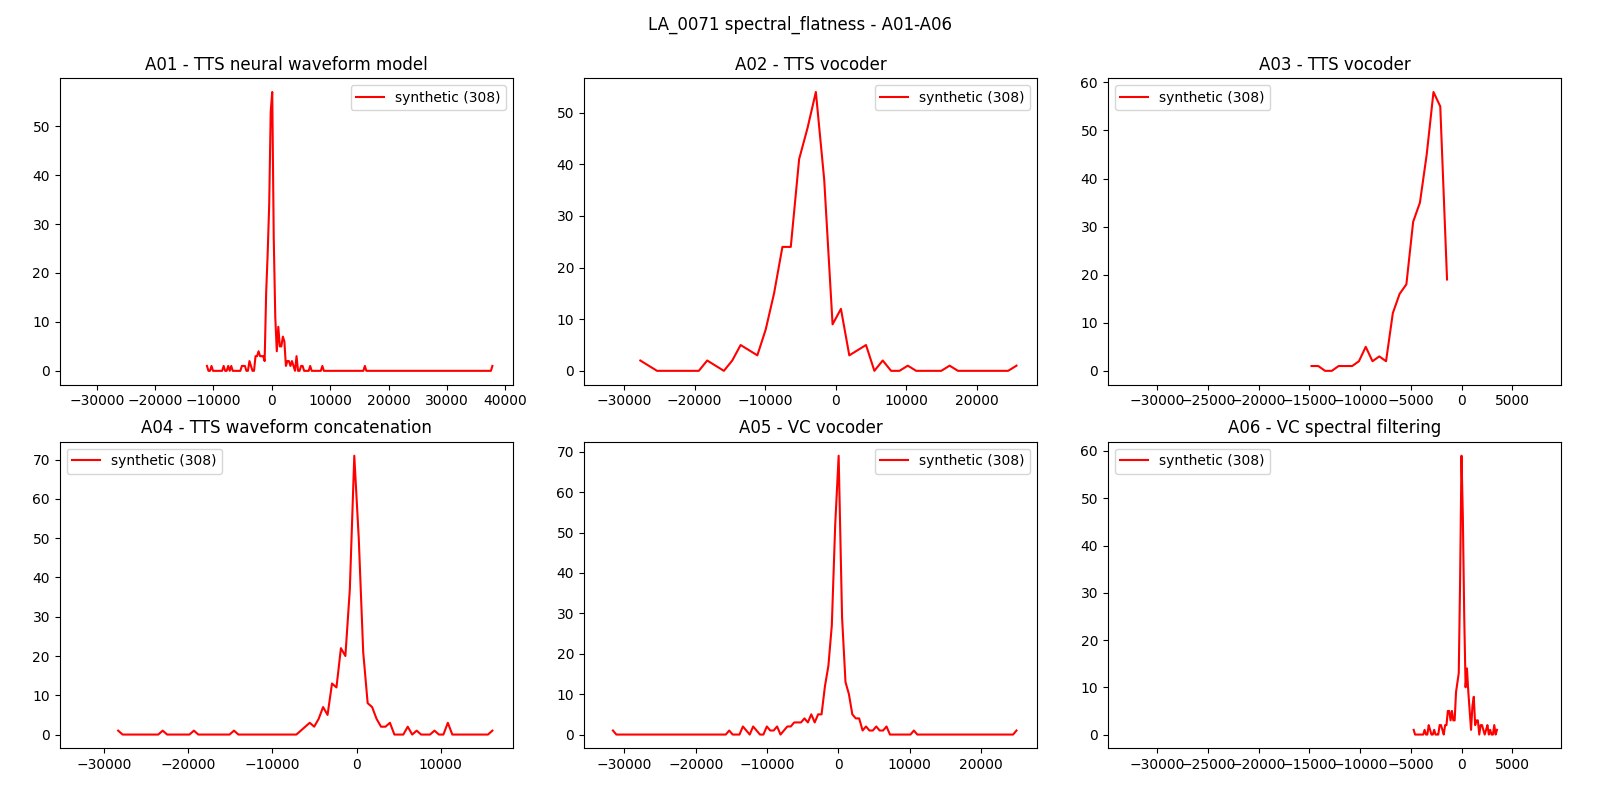 LA_0071 spectral_flatness - A01-A06
A01 - TTS neural waveform model
A02 - TTS vocoder
A03 - TTS vocoder
synthetic (308)
synthetic (308)
synthetic (308)
50
40
30
20
10
0
50
40
30
20
10
0
60
50
40
30
20
10
0
−30000 −20000 −10000 0 10000 20000 30000 40000
−30000 −20000 −10000 0 10000 20000
−30000 −25000 −20000 −15000 −10000 −5000 0 5000
A04 - TTS waveform concatenation
A05 - VC vocoder
A06 - VC spectral filtering
synthetic (308)
synthetic (308)
synthetic (308)
70
60
50
40
30
20
10
0
70
60
50
40
30
20
10
0
60
50
40
30
20
10
0
−30000 −20000 −10000 0 10000
−30000 −20000 −10000 0 10000 20000
−30000 −25000 −20000 −15000 −10000 −5000 0 5000